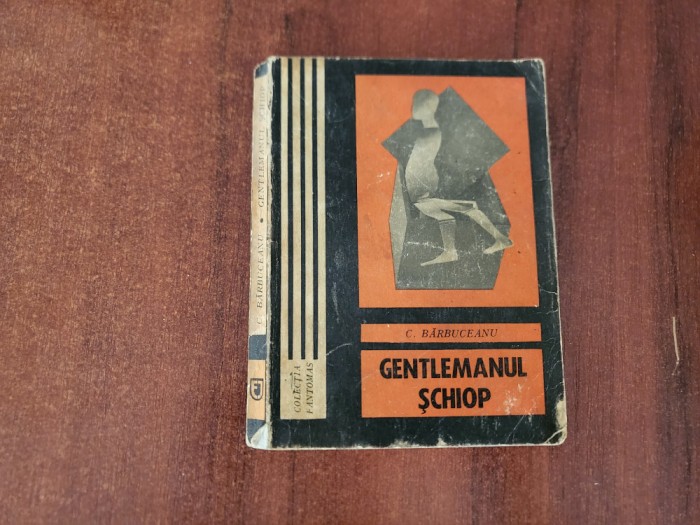 C. BĂRBUCEANU
GENTLEMANUL
ŞCHIOP
COLECŢIA
FANTOMAS
C. BĂRBUCEANU * GENTLEMANUL ŞCHIOP